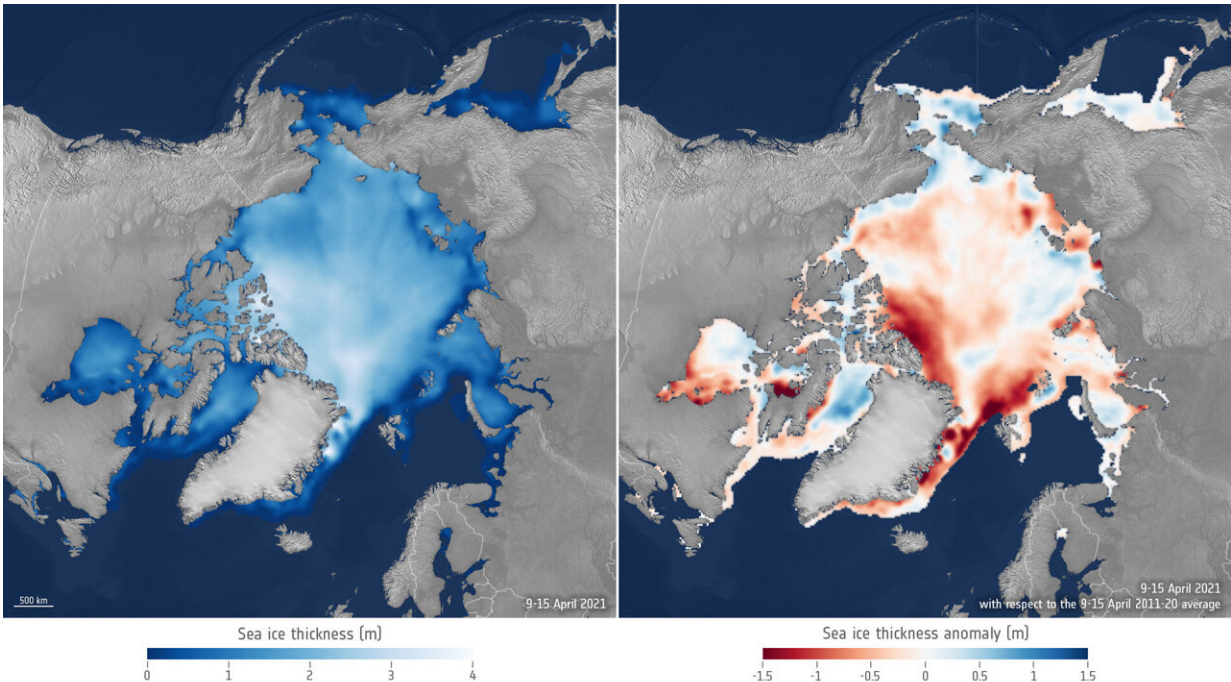 500 km
9-15 April 2021
9-15 April 2021
with respect to the 9-15 April 2011-20 average
Sea ice thickness (m)
0 1 2 3 4
Sea ice thickness anomaly (m)
-1.5 -1 -0.5 0 0.5 1 1.5